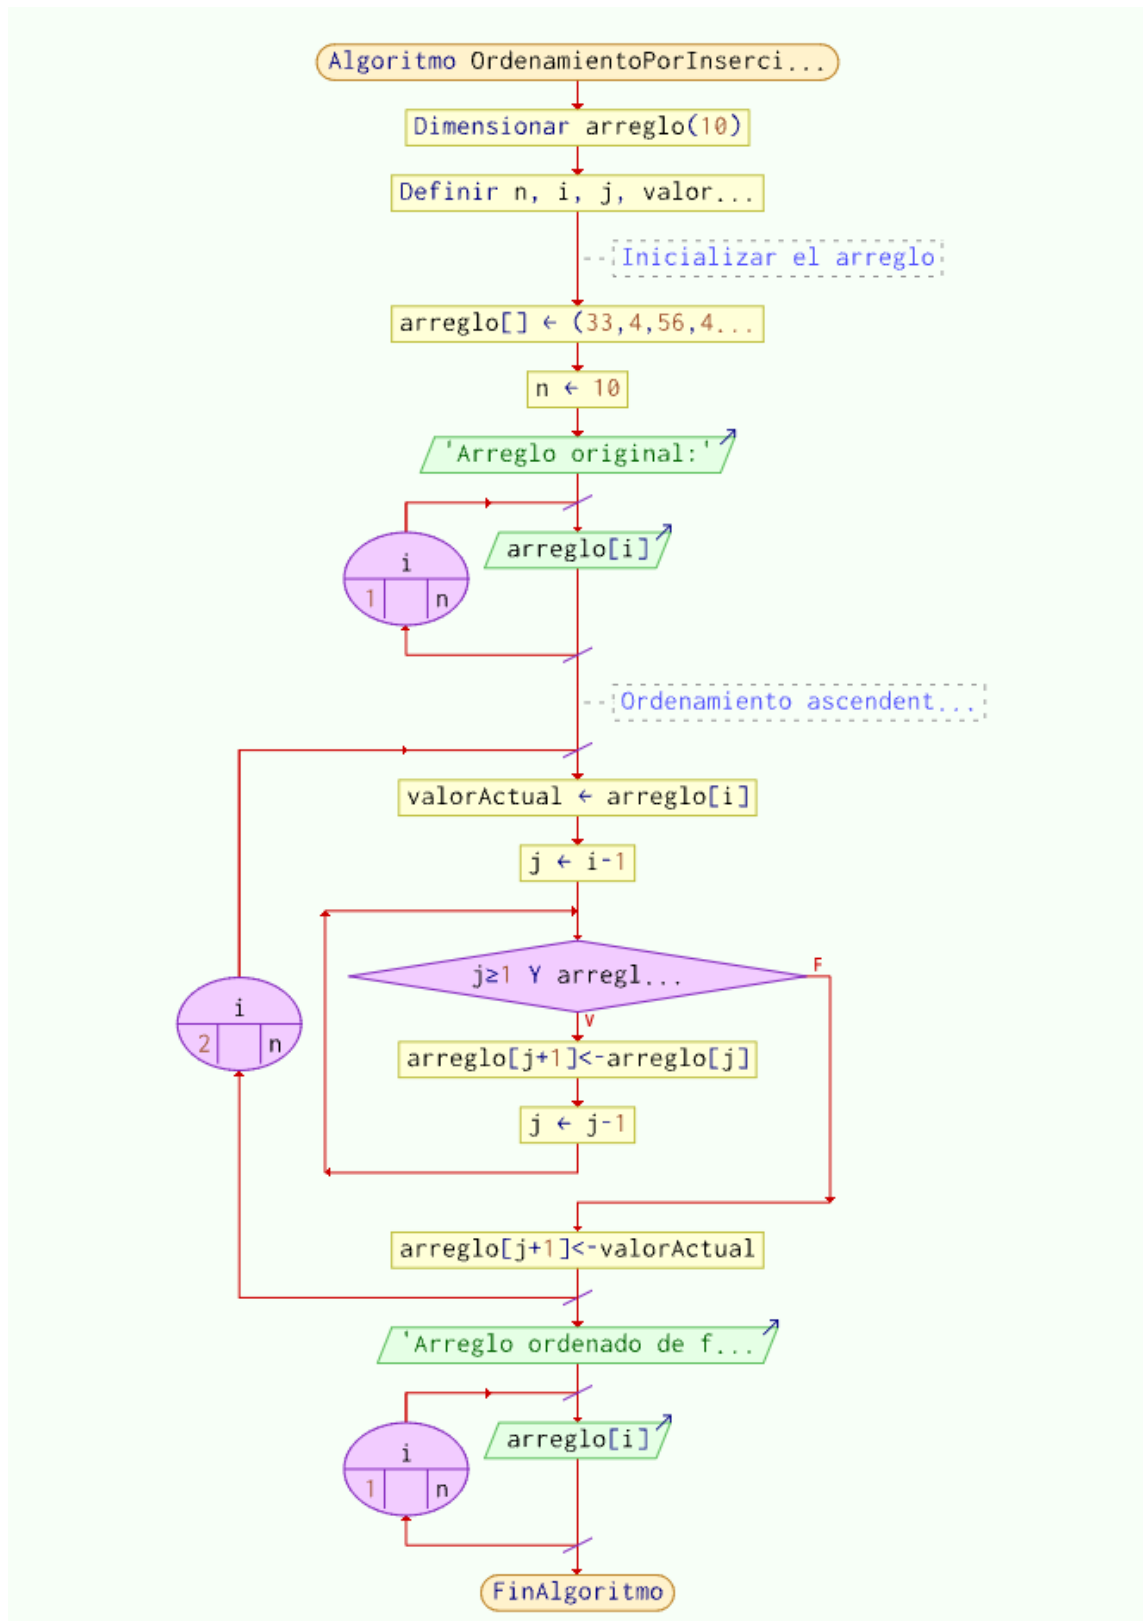 Algoritmo OrdenamientoPorInserci...
Dimensionar arreglo(10)
Definir n, i, j, valor...
Inicializar el arreglo
arreglo[] ← (33,4,56,4...
n ← 10
'Arreglo original:'
arreglo[i]
i
1 n
Ordenamiento ascendent...
valorActual ← arreglo[i]
j ← i-1
j≥1 Y arregl...
F
V
i
2 n
arreglo[j+1]<-arreglo[j]
j ← j-1
arreglo[j+1]<-valorActual
'Arreglo ordenado de f...
arreglo[i]
i
1 n
FinAlgoritmo